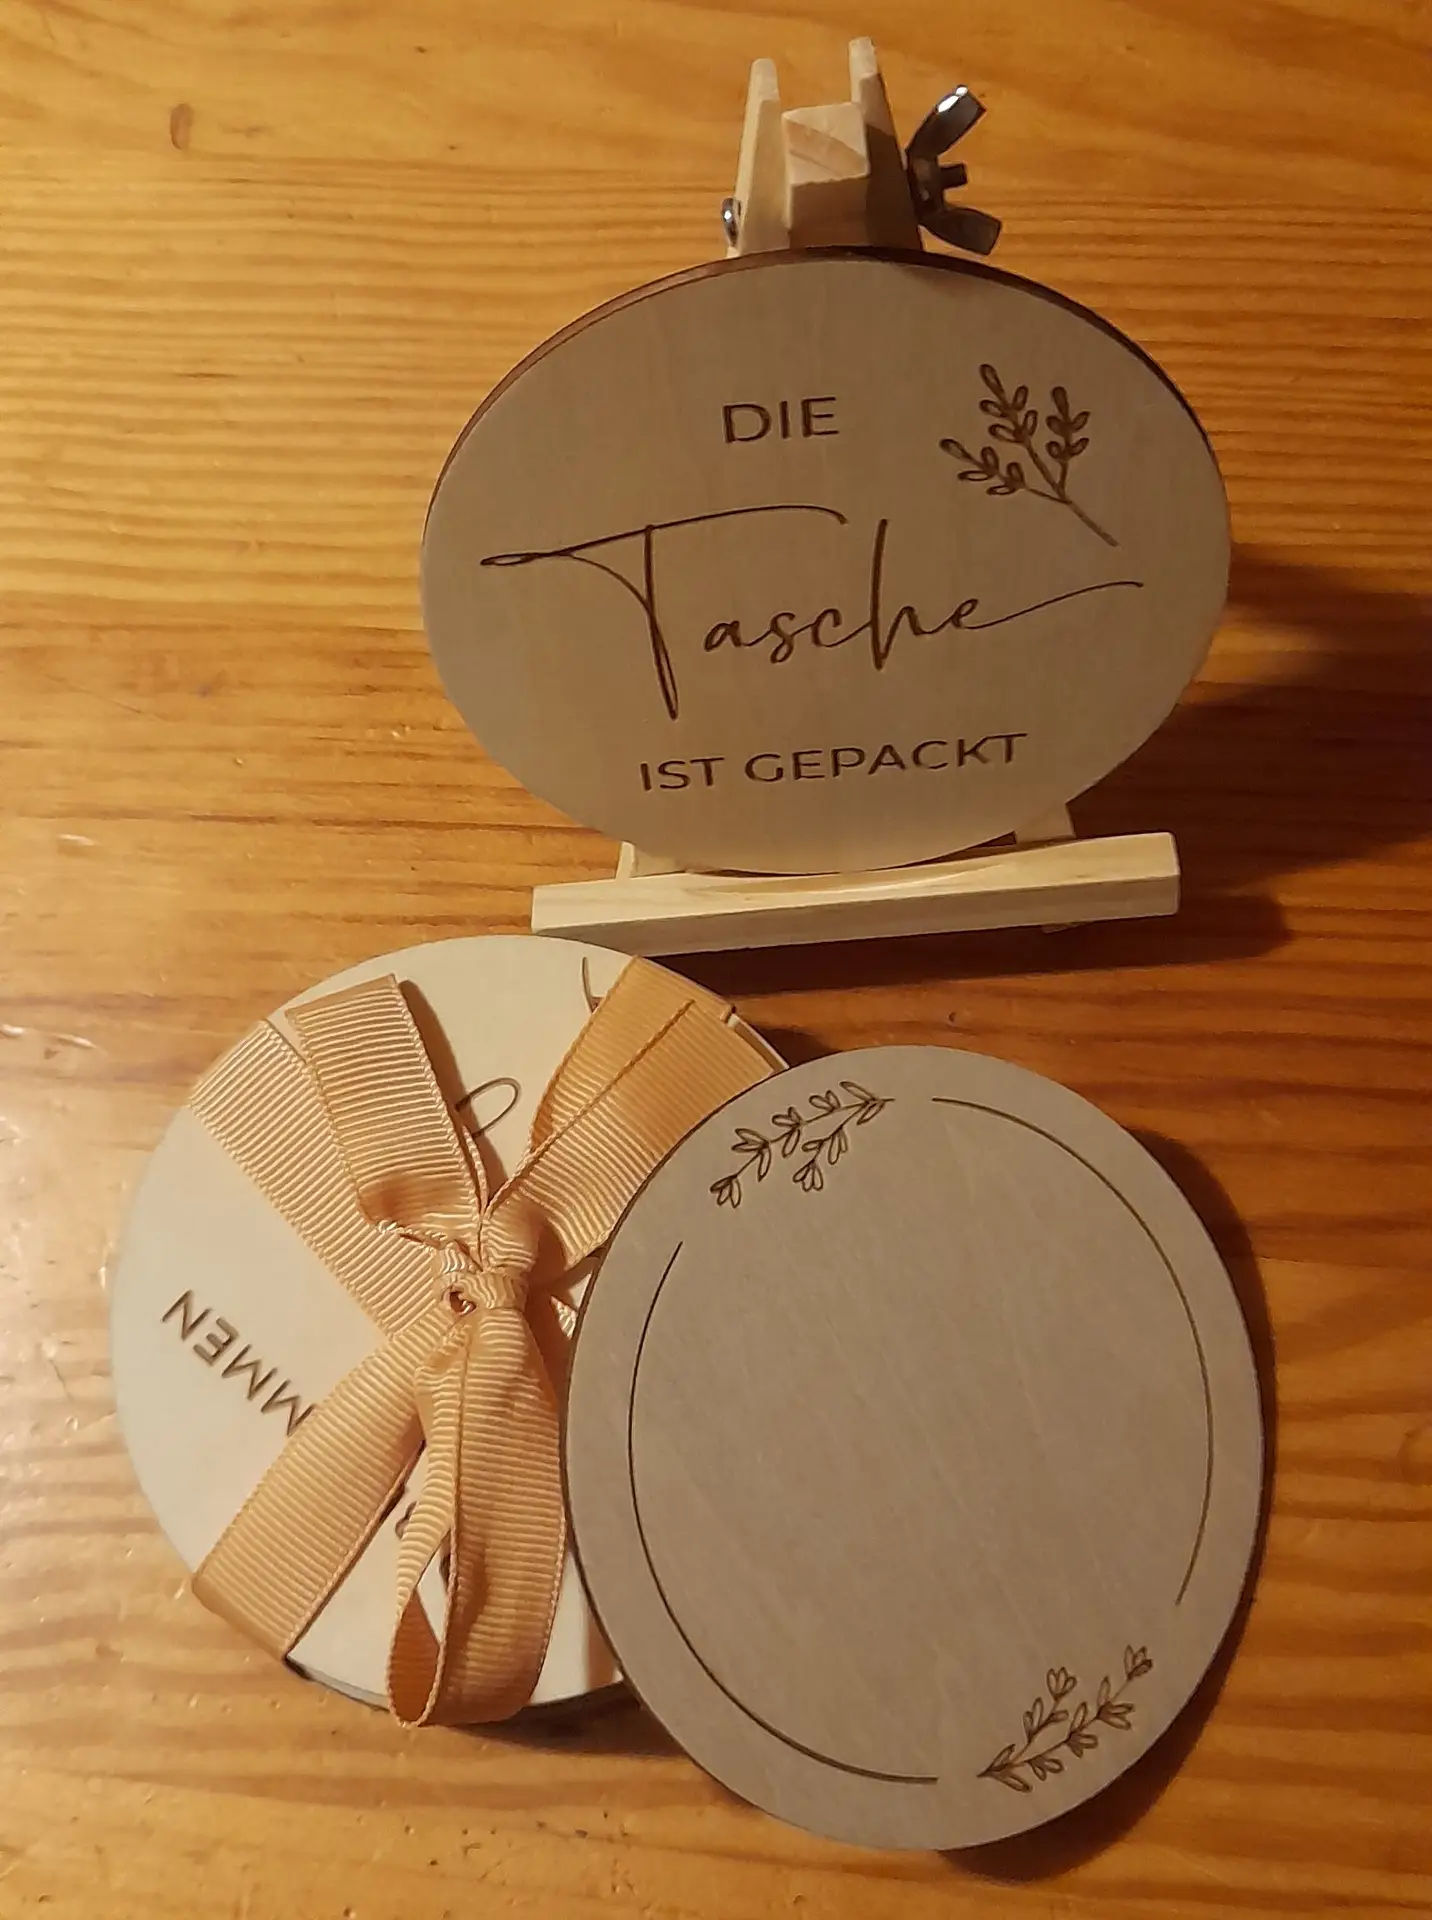 DIE
Tasche
IST GEPACKT